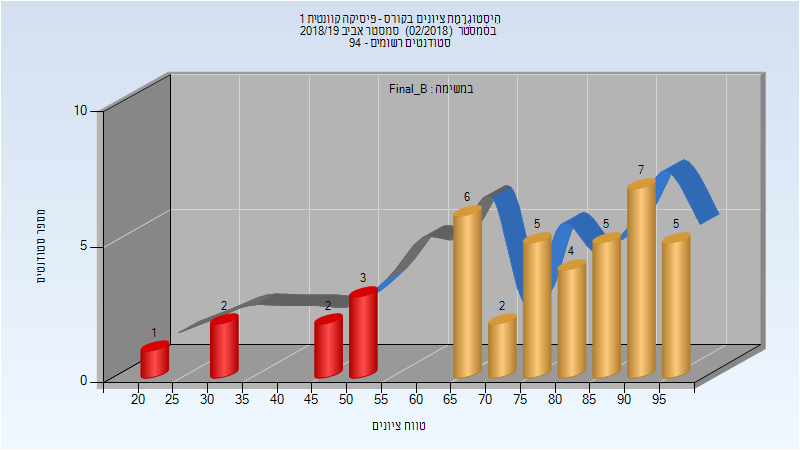 היסטוגרמת ציונים בקורס - פיסיקה קוונטית 1
בסמסטר (02/2018) סמסטר אביב 2018/19
סטודנטים רשומים - 94
במשימה : Final_B
10
5
0
מספר סטודנטים
1
2
2
3
6
2
5
4
5
7
5
20 25 30 35 40 45 50 55 60 65 70 75 80 85 90 95
טווח ציונים